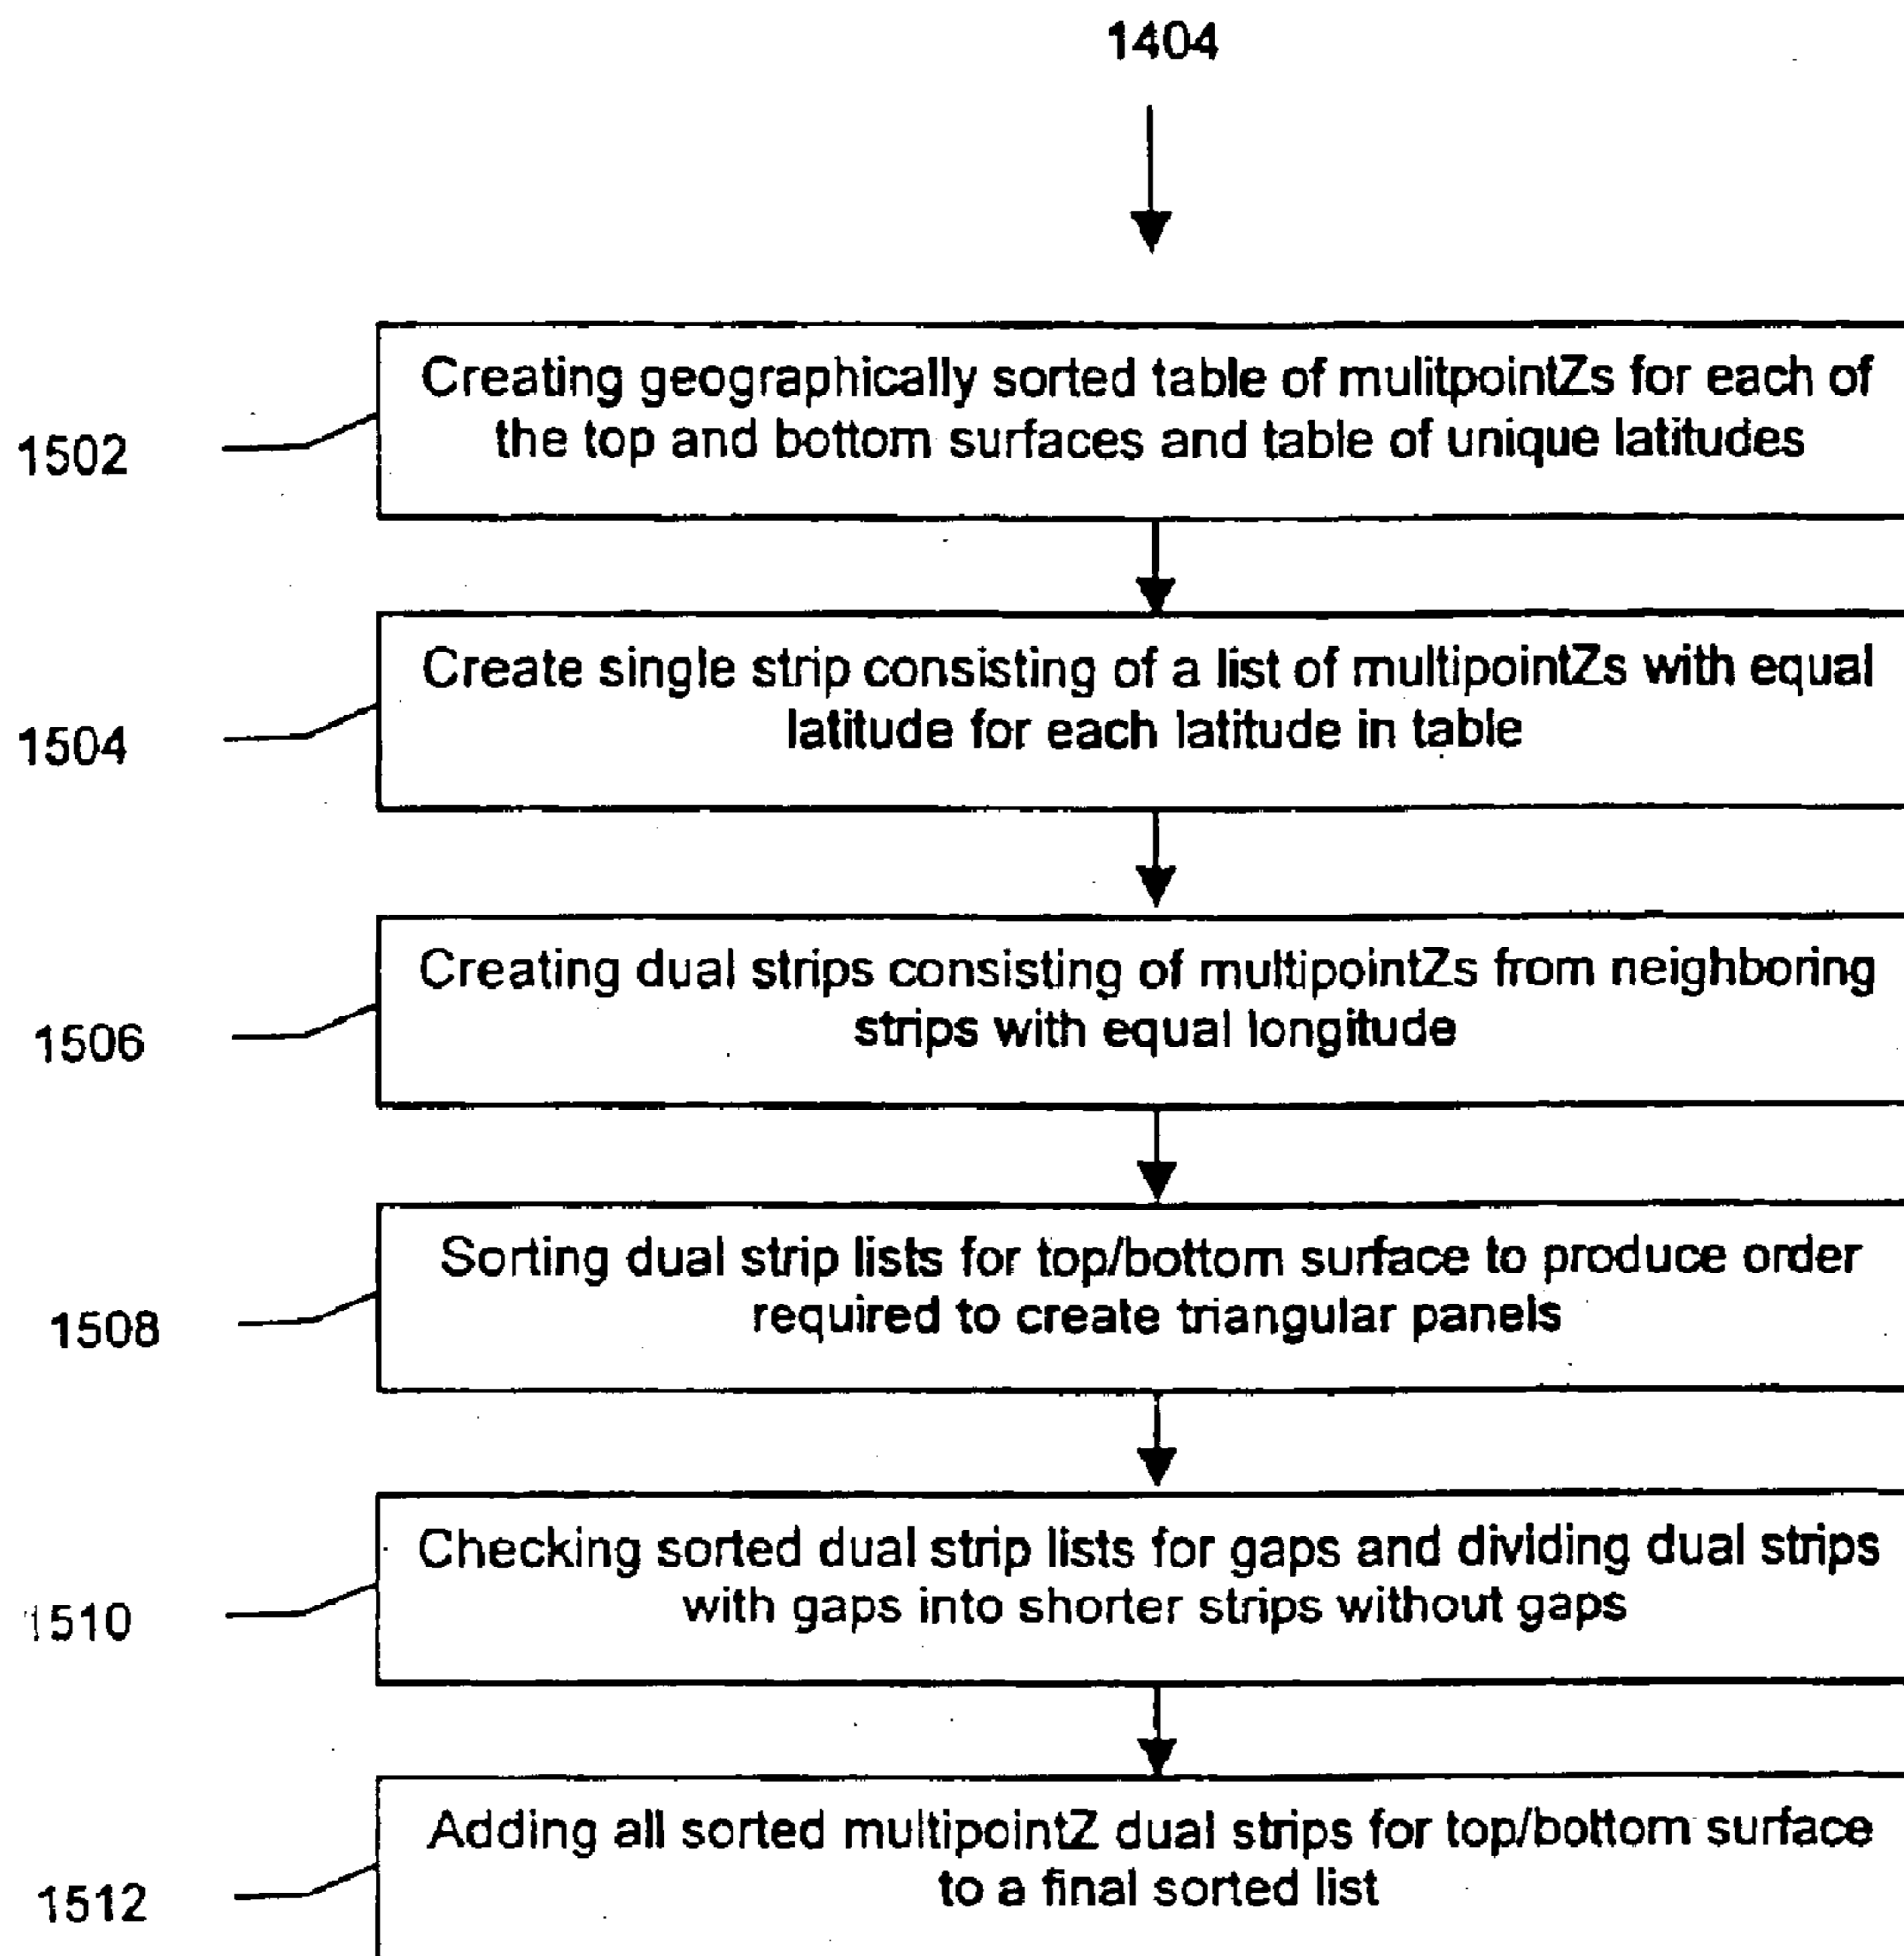 1404
Creating geographically sorted table of mulitpointZs for each of
the top and bottom surfaces and table of unique latitudes
1502
Create single strip consisting of a list of multipointZs with equal
latitude for each latitude in table
1504
Creating dual strips consisting of multipointZs from neighboring
strips with equal longitude
1506
Sorting dual strip lists for top/bottom surface to produce order
required to create triangular panels
1508
Checking sorted dual strip lists for gaps and dividing dual strips
with gaps into shorter strips without gaps
1510
Adding all sorted multipointZ dual strips for top/bottom surface
to a final sorted list
1512